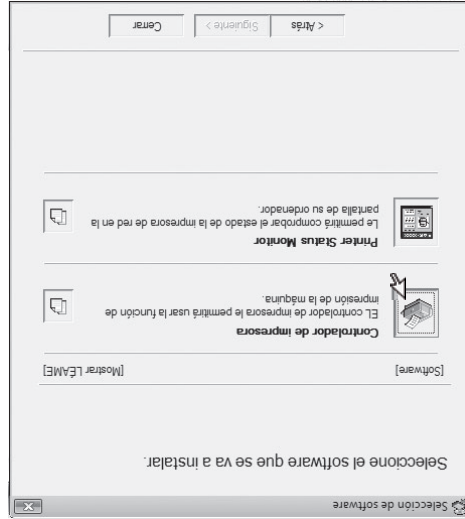 Selección de software
Seleccione el software que se va a instalar.
[Software] [Mostrar LÉAME]
Controlador de impresora
EL controlador de impresora le permitirá usar la función de
impresión de la máquina.
Printer Status Monitor
Le permitirá comprobar el estado de la impresora de red en la
pantalla de su ordenador.
< Atrás Siguiente > Cerrar